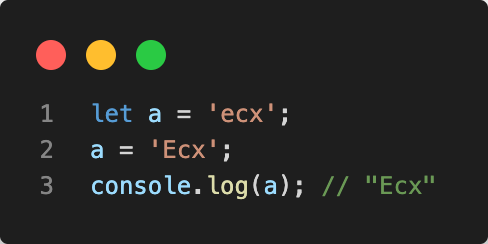 1 let a = 'ecx';
2 a = 'Ecx';
3 console.log(a); // "Ecx"